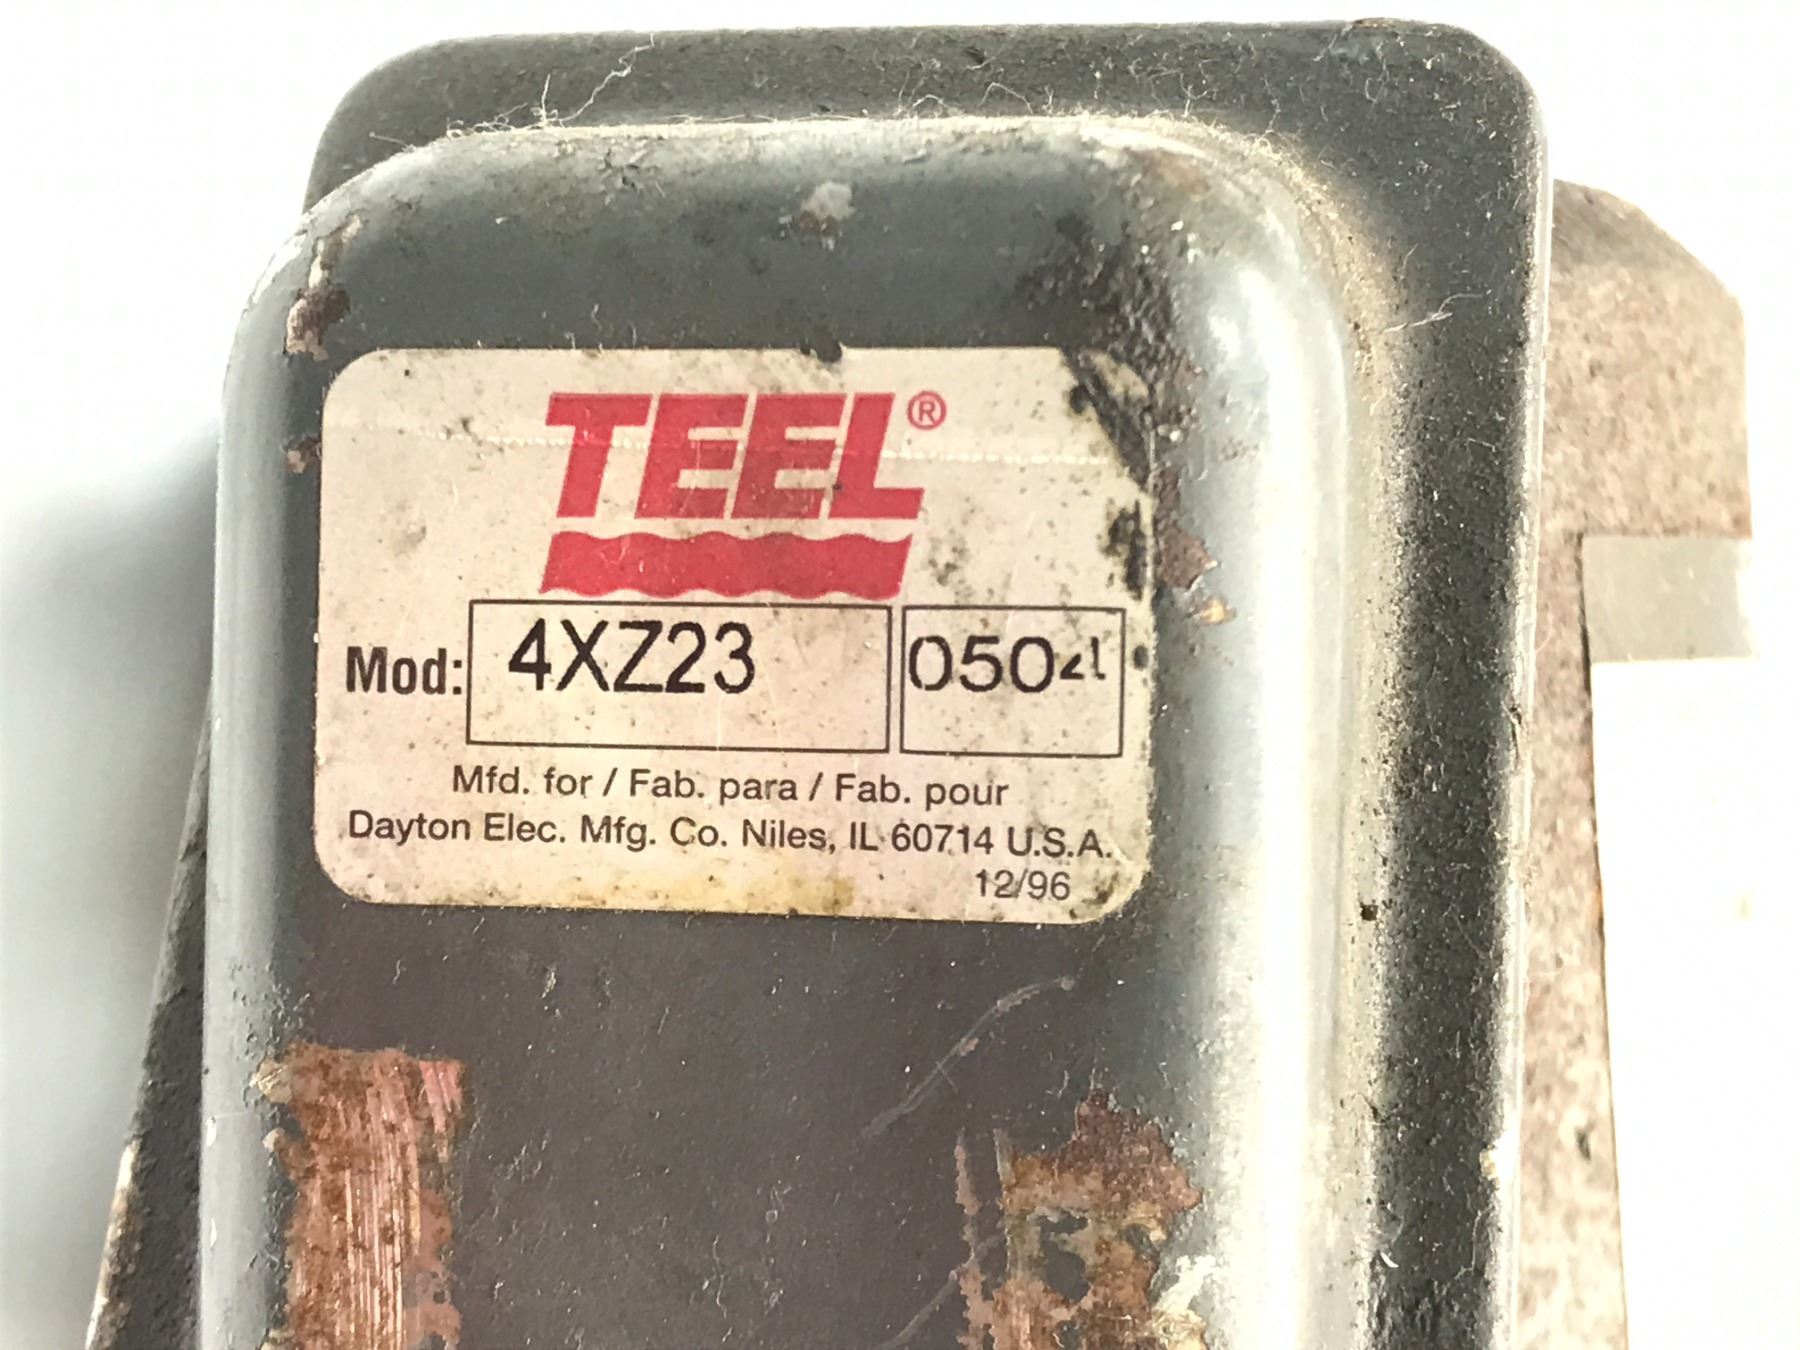 TEEL®
Mod: 4XZ23 0504
Mfd. for / Fab. para / Fab. pour
Dayton Elec. Mfg. Co. Niles, IL 60714 U.S.A.
12/96